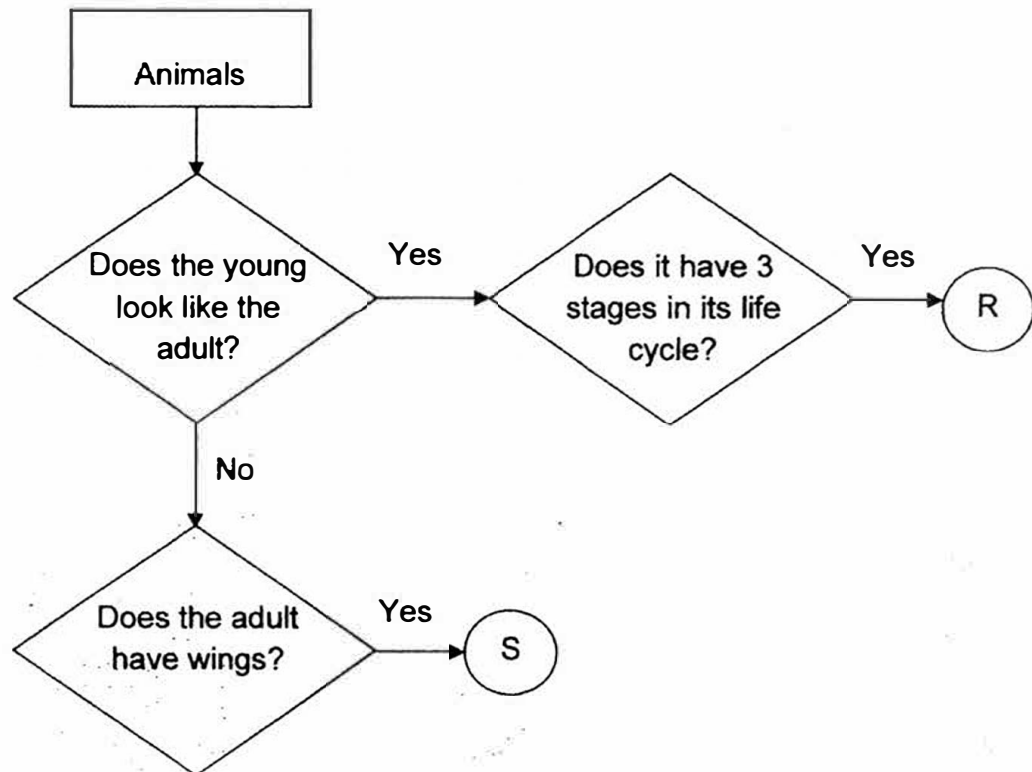 Animals
Does the young
look like the
adult?
Yes
Does it have 3
stages in its life
cycle?
Yes
R
No
Does the adult
have wings?
Yes
S